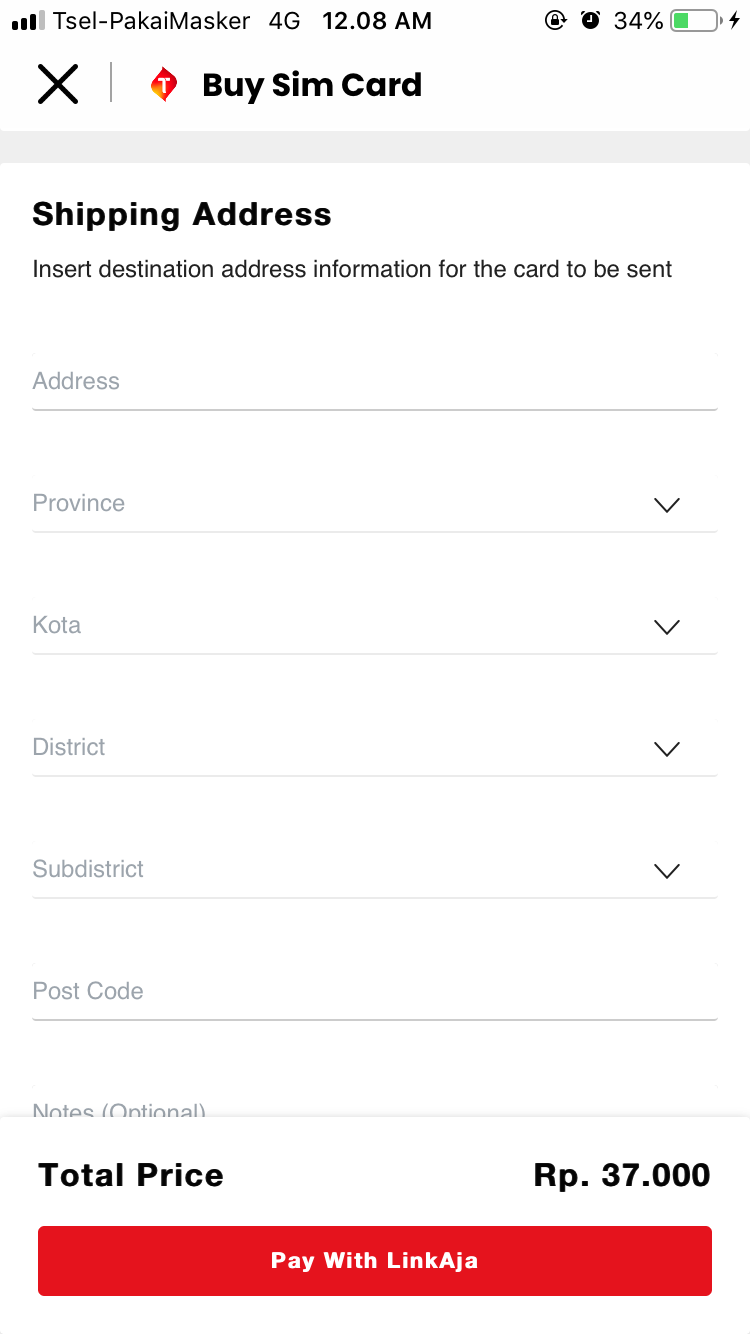 Tsel-PakaiMasker 4G 12.08 AM 34%
T Buy Sim Card
Shipping Address
Insert destination address information for the card to be sent
Address
Province
Kota
District
Subdistrict
Post Code
Notes (Optional)
Total Price Rp. 37.000
Pay With LinkAja